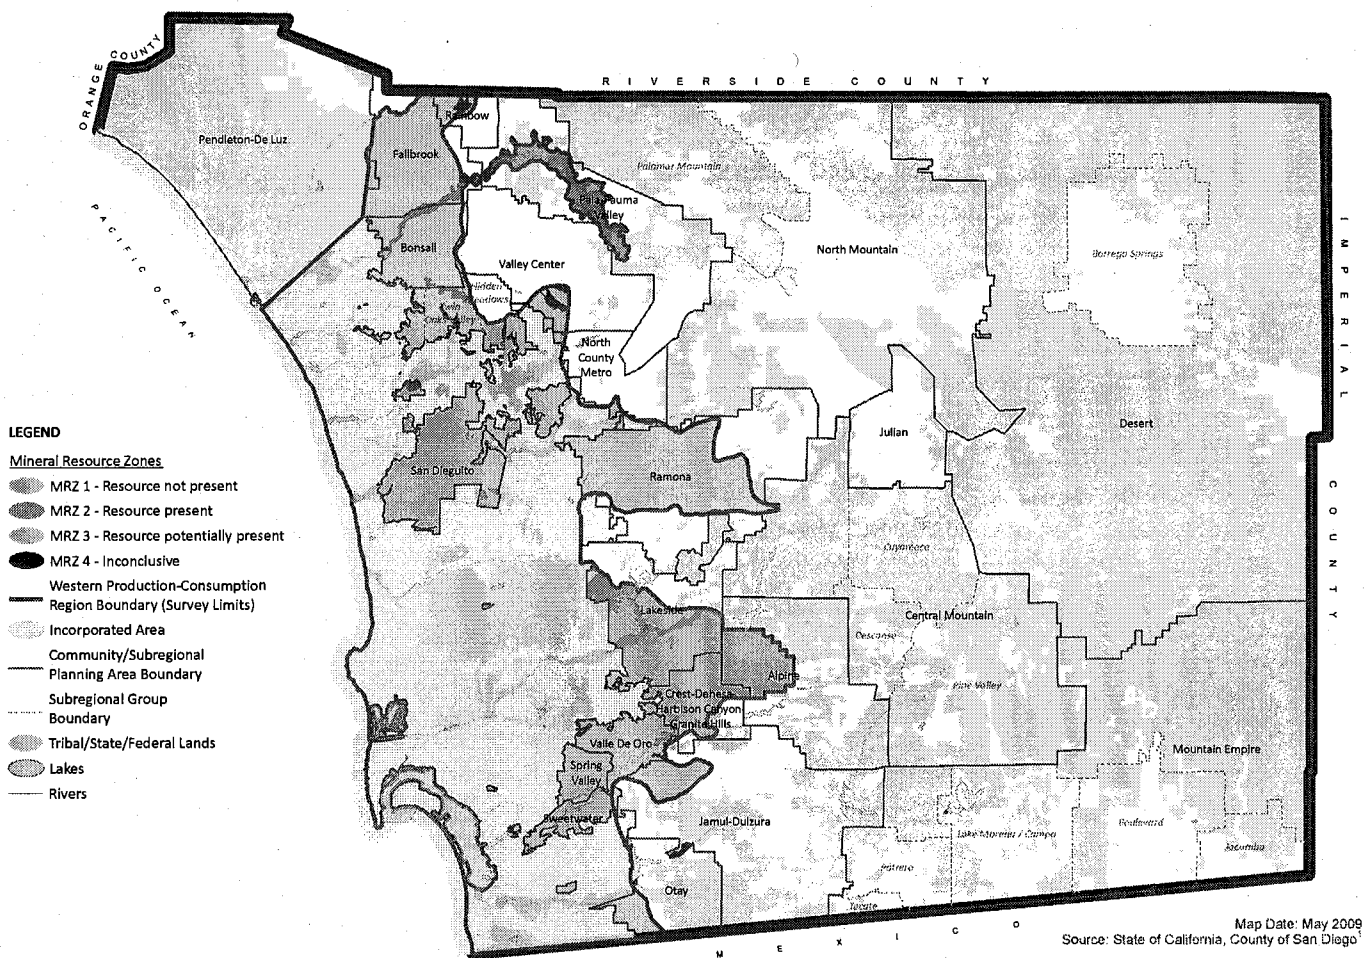 ORANGE COUNTY
RIVERSIDE COUNTY
PACIFIC OCEAN
IMPERIAL
COUNTY
MEXICO
Pendleton-De Luz
Rainbow
Fallbrook
Palomar Mountain
Pala-Pauma
Valley
Bonsall
Valley Center
North Mountain
Borrego Springs
Hidden
Meadows
Twin
Oaks Valley
North
County
Metro
Desert
Julian
San Dieguito
Ramona
Cuyamaca
Lakeside
Central Mountain
Descanso
Alpine
Pine Valley
Crest-Dehesa
Harbison Canyon
Granite Hills
Valle De Oro
Mountain Empire
Spring
Valley
Sweetwater
Jamul-Dulzura
Lake Morena / Campo
Boulevard
Jacumba
Potrero
Otay
Tecate
LEGEND
Mineral Resource Zones
MRZ 1 - Resource not present
MRZ 2 - Resource present
MRZ 3 - Resource potentially present
MRZ 4 - Inconclusive
Western Production-Consumption
Region Boundary (Survey Limits)
Incorporated Area
Community/Subregional
Planning Area Boundary
Subregional Group
Boundary
Tribal/State/Federal Lands
Lakes
Rivers
Map Date: May 2009
Source: State of California, County of San Diego